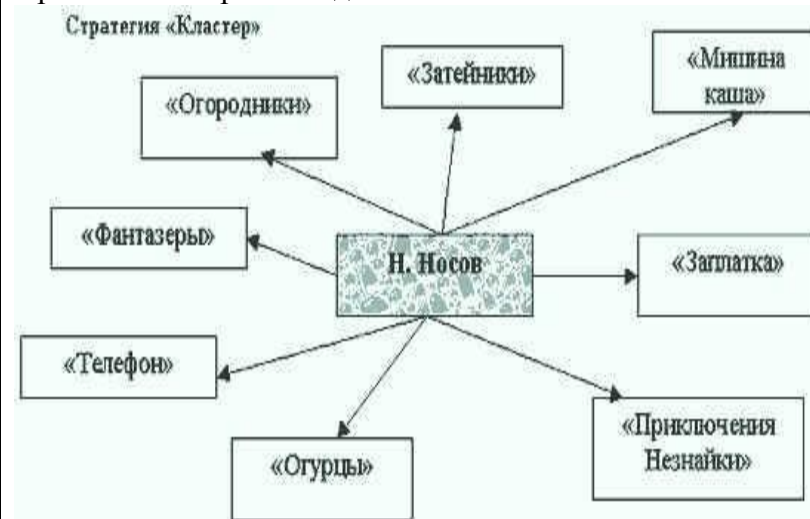 Стратегия «Кластер»
«Затейники»
«Мишина
каша»
«Огородники»
«Фантазеры»
Н. Носов
«Заплатка»
«Телефон»
«Приключения
Незнайки»
«Огурцы»